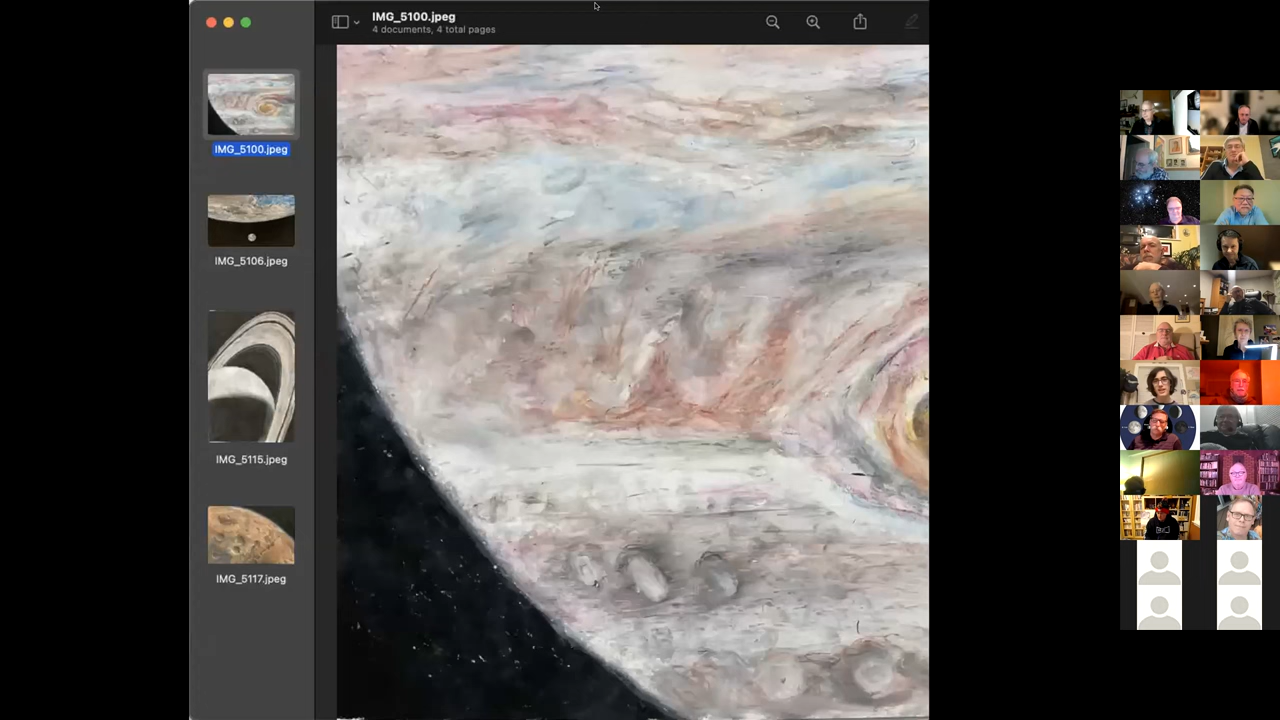 IMG_5100.jpeg
4 documents, 4 total pages
IMG_5100.jpeg
IMG_5106.jpeg
IMG_5115.jpeg
IMG_5117.jpeg